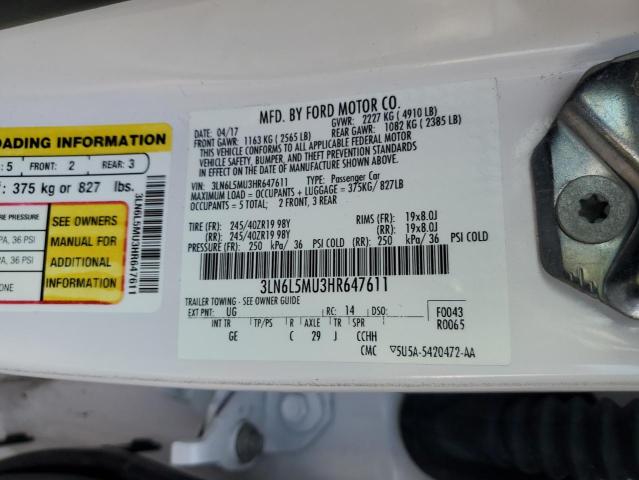 MFD. BY FORD MOTOR CO.
DATE: 04/17 GVWR: 2227 KG ( 4910 LB)
FRONT GAWR: 1163 KG ( 2565 LB) REAR GAWR: 1082 KG ( 2385 LB)
THIS VEHICLE CONFORMS TO ALL APPLICABLE FEDERAL MOTOR
VEHICLE SAFETY, BUMPER, AND THEFT PREVENTION STANDARDS
IN EFFECT ON THE DATE OF MANUFACTURE SHOWN ABOVE.
VEHICLE: 3LN6L5MU3HR647611 TYPE: Passenger Car
MAXIMUM LOAD = OCCUPANTS + LUGGAGE = 375KG/ 827LB
OCCUPANTS = 5 TOTAL; 2 FRONT, 3 REAR
TIRE (FR): 245/40ZR19 98Y RIMS (FR): 19x8.0J
(RR): 245/40ZR19 98Y (RR): 19x8.0J
PRESSURE (FR): 250 kPa/ 36 PSI COLD (RR): 250 kPa/ 36 PSI COLD
3LN6L5MU3HR647611
TRAILER TOWING - SEE OWNER GUIDE
EXT PNT: UG RC: 14 DSO: F0043
R0065
INT TR TP/PS R AXLE TR SPR
GE C 29 J CCHH
CMC 5U5A-5420472-AA
LOADING INFORMATION
: 5 FRONT: 2 REAR: 3
: 375 kg or 827 lbs.
PRESSURE
PA, 36 PSI
PA, 36 PSI
ONE
SEE OWNERS
MANUAL FOR
ADDITIONAL
INFORMATION
3LN6L5MU3HR647611